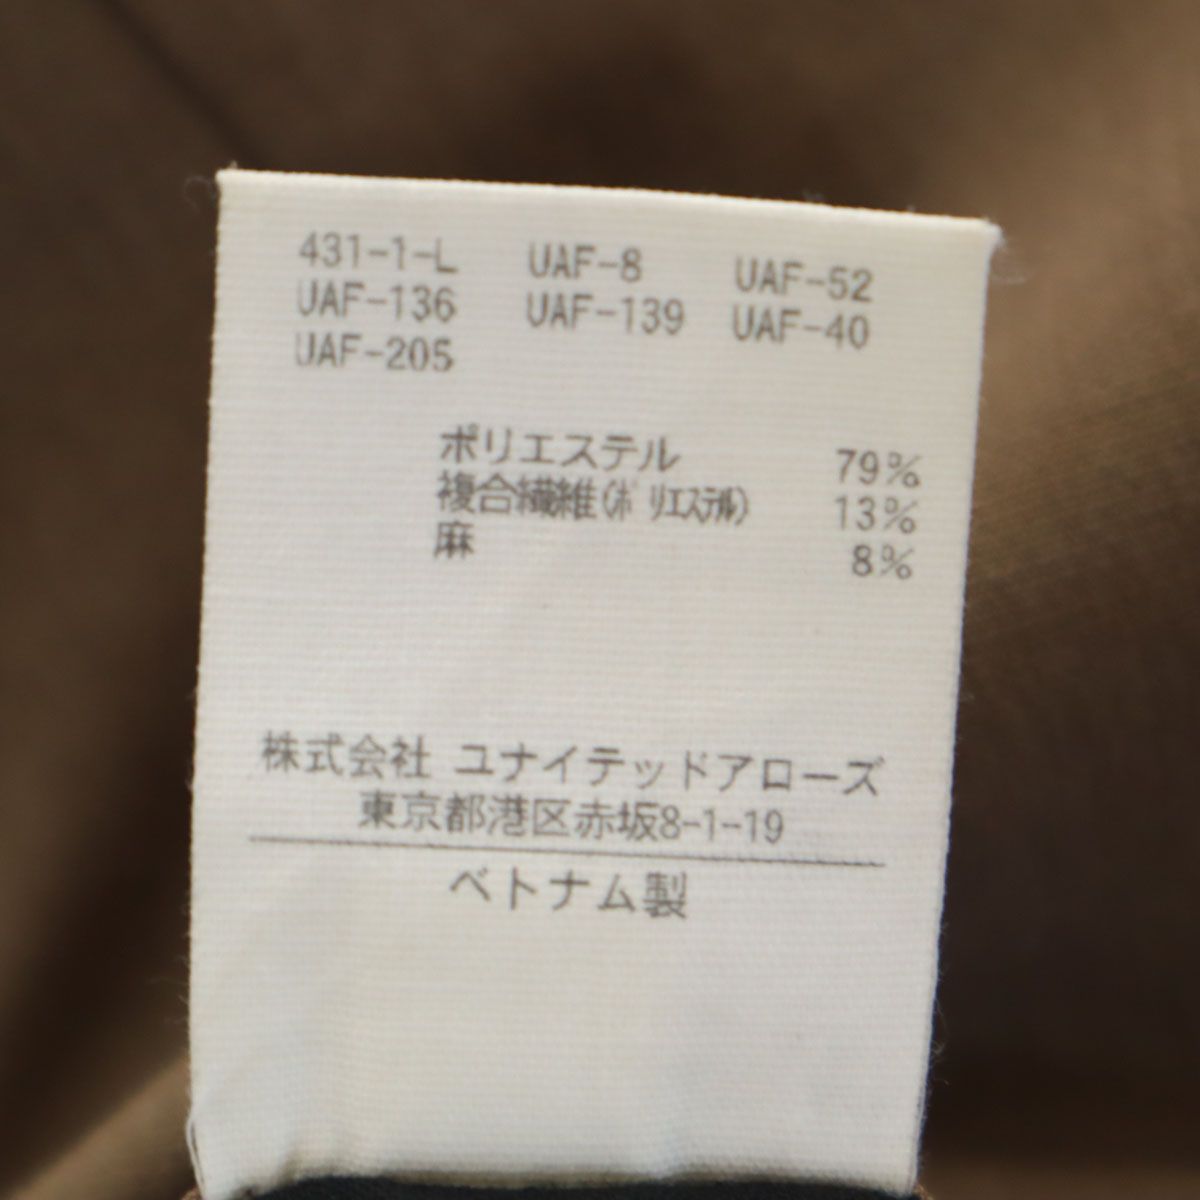 431-1-L UAF-8 UAF-52
UAF-136 UAF-139 UAF-40
UAF-205
ポリエステル 79%
複合繊維(ポリエステル) 13%
麻 8%
株式会社 ユナイテッドアローズ
東京都港区赤坂8-1-19
ベトナム製